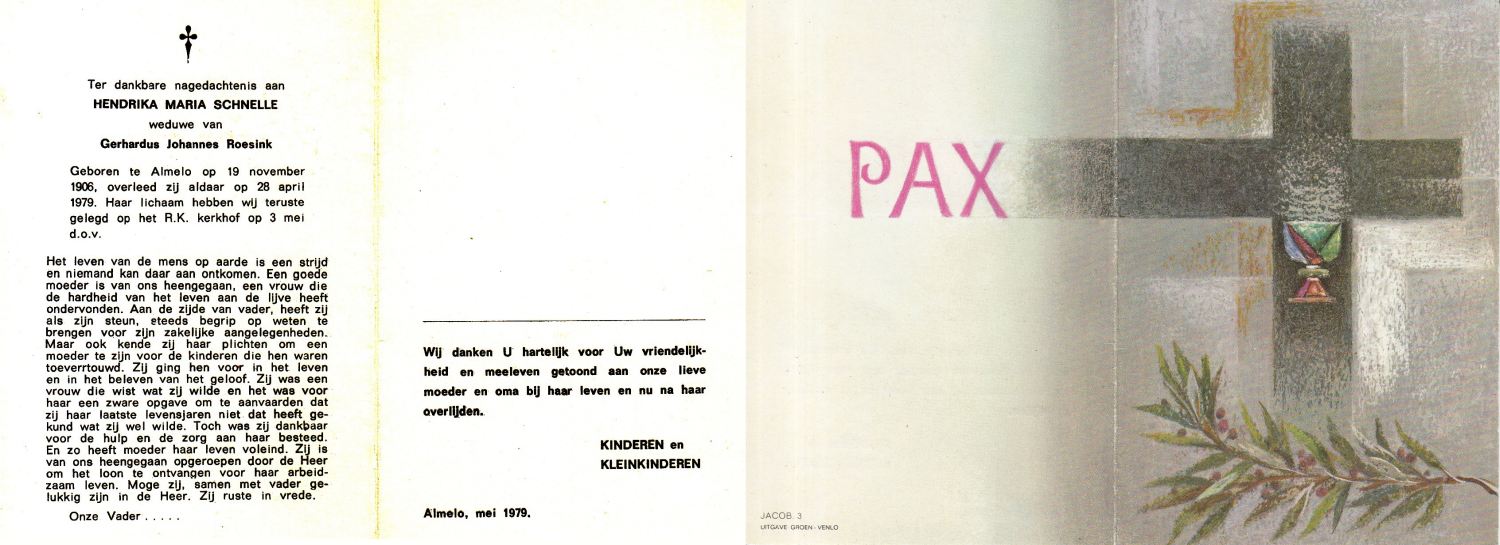 Ter dankbare nagedachtenis aan
HENDRIKA MARIA SCHNELLE
weduwe van
Gerhardus Johannes Roesink
Geboren te Almelo op 19 november
1906, overleed zij aldaar op 28 april
1979. Haar lichaam hebben wij teruste
gelegd op het R.K. kerkhof op 3 mei
d.o.v.
Het leven van de mens op aarde is een strijd
en niemand kan daar aan ontkomen. Een goede
moeder is van ons heengegaan, een vrouw die
de hardheid van het leven aan de lijve heeft
ondervonden. Aan de zijde van vader, heeft zij
als zijn steun, steeds begrip op weten te
brengen voor zijn zakelijke aangelegenheden.
Maar ook kende zij haar plichten om een
moeder te zijn voor de kinderen die hen waren
toevertrouwd. Zij ging hen voor in het leven
en in het beleven van het geloof. Zij was een
vrouw die wist wat zij wilde en het was voor
haar een zware opgave om te aanvaarden dat
zij haar laatste levensjaren niet dat heeft ge-
kund wat zij wel wilde. Toch was zij dankbaar
voor de hulp en de zorg aan haar besteed.
En zo heeft moeder haar leven voleind. Zij is
van ons heengegaan opgeroepen door de Heer
om het loon te ontvangen voor haar arbeid-
zaam leven. Moge zij, samen met vader ge-
lukkig zijn in de Heer. Zij ruste in vrede.
Onze Vader . . . . .
Wij danken U hartelijk voor Uw vriendelijk-
heid en meeleven getoond aan onze lieve
moeder en oma bij haar leven en nu na haar
overlijden.
KINDEREN en
KLEINKINDEREN
Almelo, mei 1979.
PAX
JACOB. 3
UITGAVE GROEN - VENLO